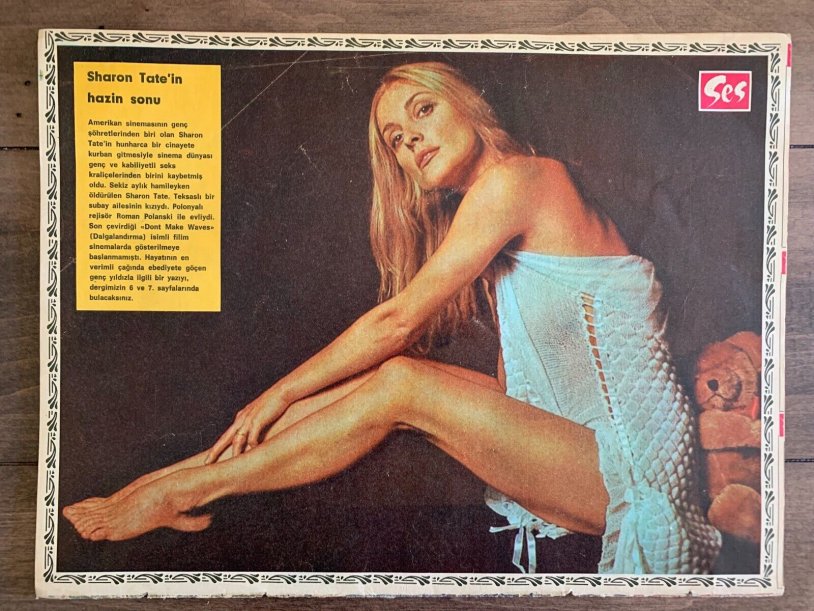 Sharon Tate'in
hazin sonu
Amerikan sinemasının genç
şöhretlerinden biri olan Sharon
Tate'in hunharca bir cinayete
kurban gitmesiyle sinema dünyası
genç ve kabiliyetli seks
kraliçelerinden birini kaybetmiş
oldu. Sekiz aylık hamileyken
öldürülen Sharon Tate, Teksaslı bir
subay ailesinin kızıydı. Polonyalı
rejisör Roman Polanski ile evliydi.
Son çevirdiği «Dont Make Waves»
(Dalgalandırma) isimli filim
sinemalarda gösterilmeye
başlanmamıştı. Hayatının en
verimli çağında ebediyete göçen
genç yıldızla ilgili bir yazıyı,
dergimizin 6 ve 7. sayfalarında
bulacaksınız.
Ses